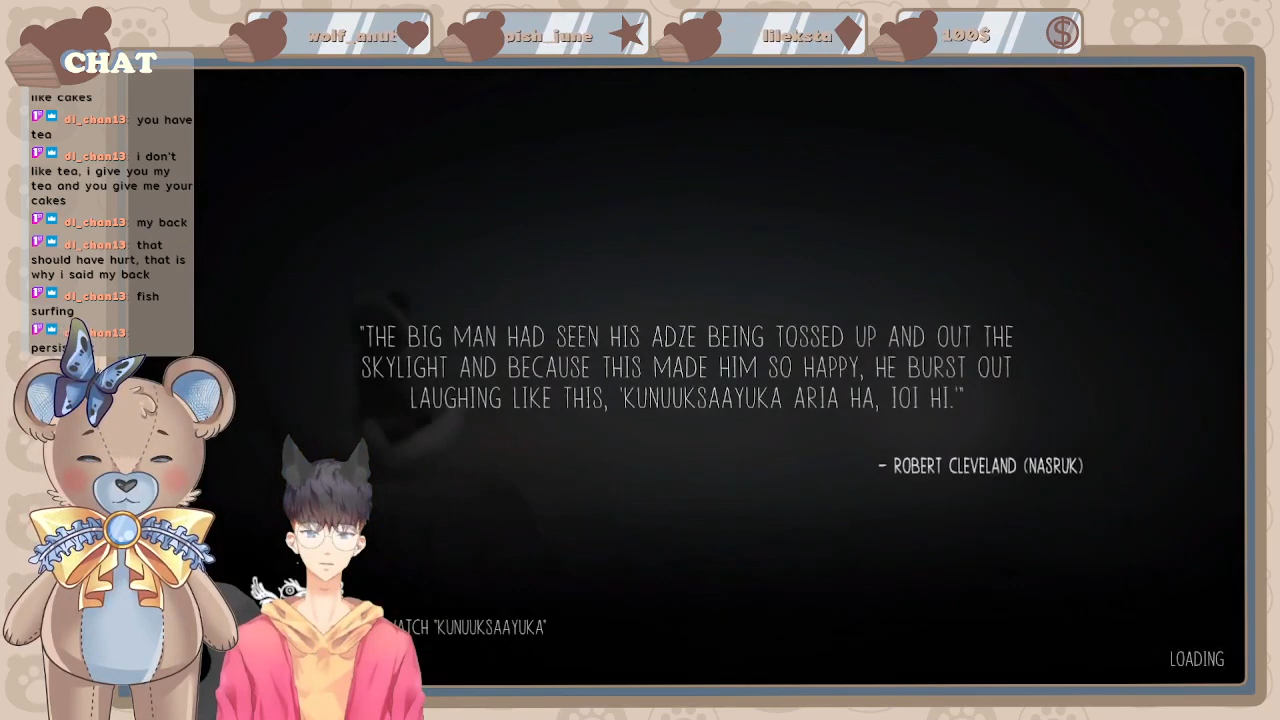 wolf_anub
pish_iune
lileksta
100$
CHAT
like cakes
dl_chan13: you have
tea
dl_chan13: i don't
like tea, i give you my
tea and you give me your
cakes
dl_chan13: my back
dl_chan13: that
should have hurt, that is
why i said my back
dl_chan13: fish
surfing
"THE BIG MAN HAD SEEN HIS ADZE BEING TOSSED UP AND OUT THE
SKYLIGHT AND BECAUSE THIS MADE HIM SO HAPPY, HE BURST OUT
LAUGHING LIKE THIS, 'KUNUUKSAAYUKA ARIA HA, IOI HI.'"
– ROBERT CLEVELAND (NASRUK)
"KUNUUKSAAYUKA"
LOADING